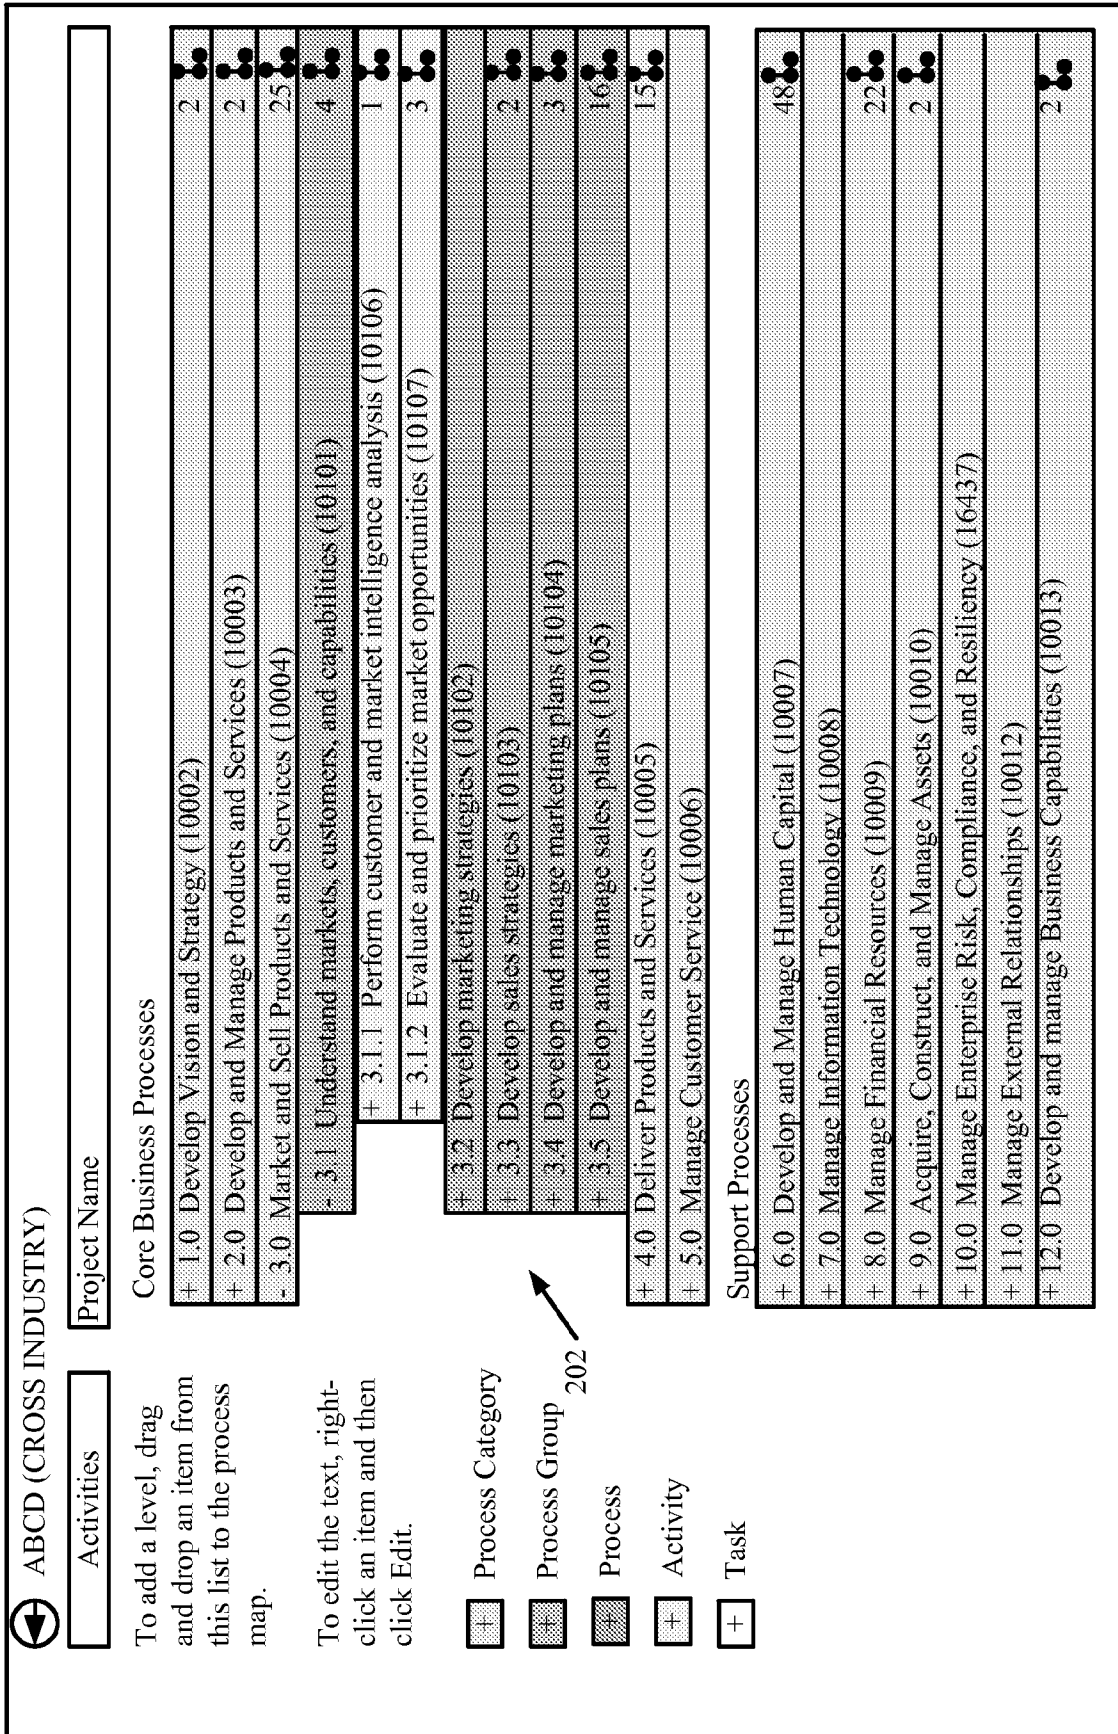 ABCD (CROSS INDUSTRY)
Activities
Project Name
To add a level, drag
and drop an item from
this list to the process
map.
To edit the text, right-
click an item and then
click Edit.
+ Process Category
+ Process Group
+ Process
+ Activity
+ Task
202
Core Business Processes
+ 1.0 Develop Vision and Strategy (10002) 2
+ 2.0 Develop and Manage Products and Services (10003) 2
- 3.0 Market and Sell Products and Services (10004) 25
- 3.1 Understand markets, customers, and capabilities (10101) 4
+ 3.1.1 Perform customer and market intelligence analysis (10106) 1
+ 3.1.2 Evaluate and prioritize market opportunities (10107) 3
+ 3.2 Develop marketing strategies (10102)
+ 3.3 Develop sales strategies (10103) 2
+ 3.4 Develop and manage marketing plans (10104) 3
+ 3.5 Develop and manage sales plans (10105) 16
+ 4.0 Deliver Products and Services (10005) 15
+ 5.0 Manage Customer Service (10006)
Support Processes
+ 6.0 Develop and Manage Human Capital (10007) 48
+ 7.0 Manage Information Technology (10008)
+ 8.0 Manage Financial Resources (10009) 22
+ 9.0 Acquire, Construct, and Manage Assets (10010) 2
+ 10.0 Manage Enterprise Risk, Compliance, and Resiliency (16437)
+ 11.0 Manage External Relationships (10012)
+ 12.0 Develop and manage Business Capabilities (10013) 2